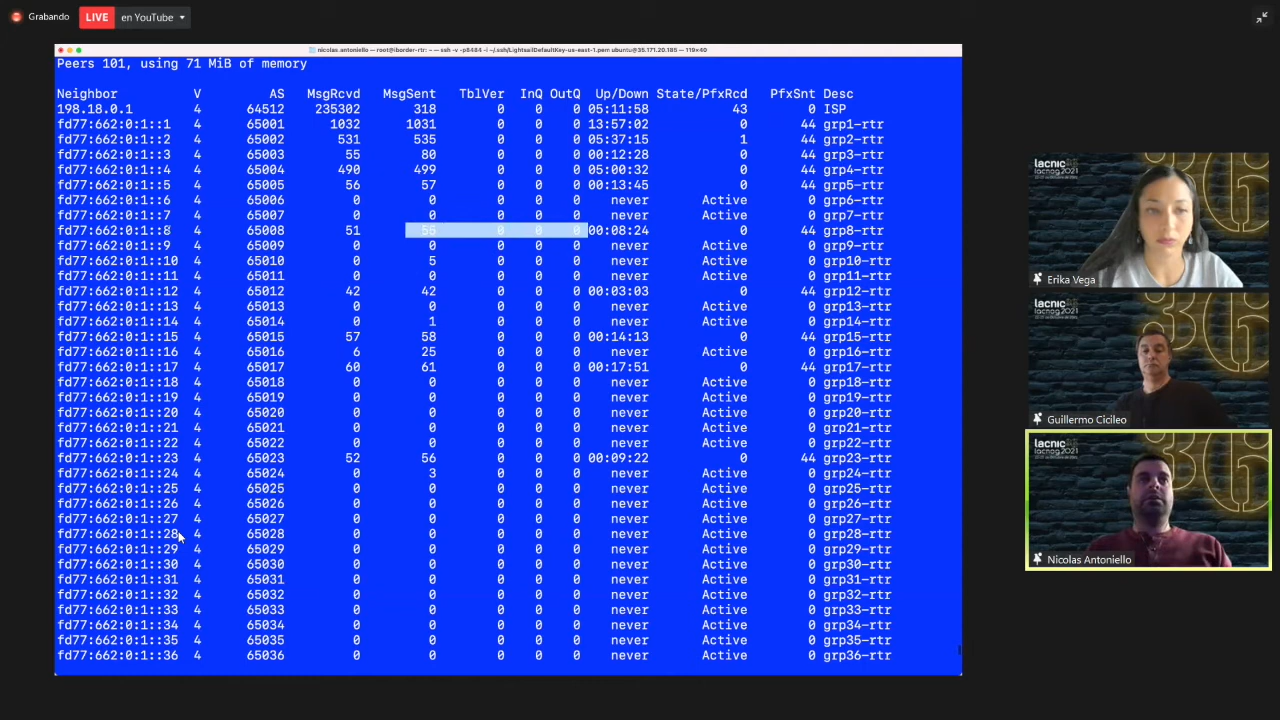 Grabando
LIVE en YouTube
nicolas.antoniello — root@iborder-rtr: ~ — ssh -v -p8484 -i ~/.ssh/LightsailDefaultKey-us-east-1.pem ubuntu@35.171.20.185 — 119×40
Peers 101, using 71 MiB of memory
Neighbor V AS MsgRcvd MsgSent TblVer InQ OutQ Up/Down State/PfxRcd PfxSnt Desc
198.18.0.1 4 64512 235302 318 0 0 0 05:11:58 43 0 ISP
fd77:662:0:1::1 4 65001 1032 1031 0 0 0 13:57:02 0 44 grp1-rtr
fd77:662:0:1::2 4 65002 531 535 0 0 0 05:37:15 1 44 grp2-rtr
fd77:662:0:1::3 4 65003 55 80 0 0 0 00:12:28 0 44 grp3-rtr
fd77:662:0:1::4 4 65004 490 499 0 0 0 05:00:32 0 44 grp4-rtr
fd77:662:0:1::5 4 65005 56 57 0 0 0 00:13:45 0 44 grp5-rtr
fd77:662:0:1::6 4 65006 0 0 0 0 0 never Active 0 grp6-rtr
fd77:662:0:1::7 4 65007 0 0 0 0 0 never Active 0 grp7-rtr
fd77:662:0:1::8 4 65008 51 55 0 0 0 00:08:24 0 44 grp8-rtr
fd77:662:0:1::9 4 65009 0 0 0 0 0 never Active 0 grp9-rtr
fd77:662:0:1::10 4 65010 0 5 0 0 0 never Active 0 grp10-rtr
fd77:662:0:1::11 4 65011 0 0 0 0 0 never Active 0 grp11-rtr
fd77:662:0:1::12 4 65012 42 42 0 0 0 00:03:03 0 44 grp12-rtr
fd77:662:0:1::13 4 65013 0 0 0 0 0 never Active 0 grp13-rtr
fd77:662:0:1::14 4 65014 0 1 0 0 0 never Active 0 grp14-rtr
fd77:662:0:1::15 4 65015 57 58 0 0 0 00:14:13 0 44 grp15-rtr
fd77:662:0:1::16 4 65016 6 25 0 0 0 never Active 0 grp16-rtr
fd77:662:0:1::17 4 65017 60 61 0 0 0 00:17:51 0 44 grp17-rtr
fd77:662:0:1::18 4 65018 0 0 0 0 0 never Active 0 grp18-rtr
fd77:662:0:1::19 4 65019 0 0 0 0 0 never Active 0 grp19-rtr
fd77:662:0:1::20 4 65020 0 0 0 0 0 never Active 0 grp20-rtr
fd77:662:0:1::21 4 65021 0 0 0 0 0 never Active 0 grp21-rtr
fd77:662:0:1::22 4 65022 0 0 0 0 0 never Active 0 grp22-rtr
fd77:662:0:1::23 4 65023 52 56 0 0 0 00:09:22 0 44 grp23-rtr
fd77:662:0:1::24 4 65024 0 3 0 0 0 never Active 0 grp24-rtr
fd77:662:0:1::25 4 65025 0 0 0 0 0 never Active 0 grp25-rtr
fd77:662:0:1::26 4 65026 0 0 0 0 0 never Active 0 grp26-rtr
fd77:662:0:1::27 4 65027 0 0 0 0 0 never Active 0 grp27-rtr
fd77:662:0:1::28 4 65028 0 0 0 0 0 never Active 0 grp28-rtr
fd77:662:0:1::29 4 65029 0 0 0 0 0 never Active 0 grp29-rtr
fd77:662:0:1::30 4 65030 0 0 0 0 0 never Active 0 grp30-rtr
fd77:662:0:1::31 4 65031 0 0 0 0 0 never Active 0 grp31-rtr
fd77:662:0:1::32 4 65032 0 0 0 0 0 never Active 0 grp32-rtr
fd77:662:0:1::33 4 65033 0 0 0 0 0 never Active 0 grp33-rtr
fd77:662:0:1::34 4 65034 0 0 0 0 0 never Active 0 grp34-rtr
fd77:662:0:1::35 4 65035 0 0 0 0 0 never Active 0 grp35-rtr
fd77:662:0:1::36 4 65036 0 0 0 0 0 never Active 0 grp36-rtr
lacnic
lacnog 2021
Erika Vega
lacnic
lacnog 2021
Guillermo Cicileo
lacnic
lacnog 2021
Nicolas Antoniello